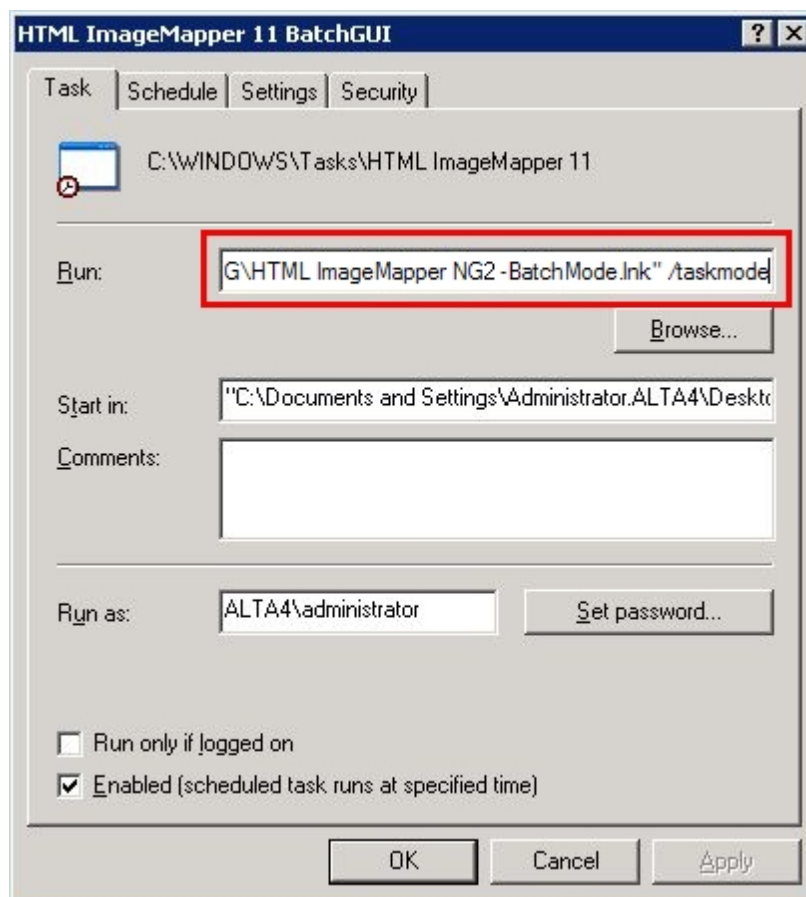 HTML ImageMapper 11 BatchGUI
Task Schedule Settings Security
C:\WINDOWS\Tasks\HTML ImageMapper 11
Run: G\HTML ImageMapper NG2 -BatchMode.lnk" /taskmode
Browse...
Start in: "C:\Documents and Settings\Administrator.ALTA4\Deskto
Comments:
Run as: ALTA4\administrator Set password...
Run only if logged on
Enabled (scheduled task runs at specified time)
OK Cancel Apply